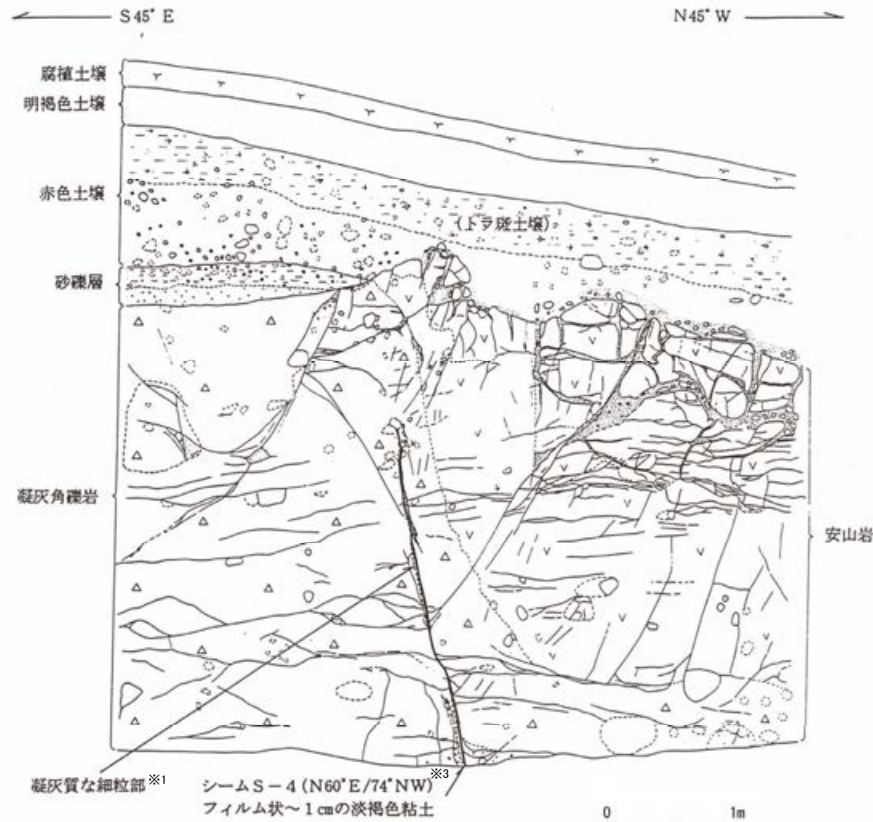 S45°E
N45°W
腐植土壌
明褐色土壌
赤色土壌
(トラ斑土壌)
砂礫層
凝灰角礫岩
安山岩
凝灰質な細粒部※1
シームS-4(N60°E/74°NW)※3
フィルム状～1cmの淡褐色粘土
0 1m